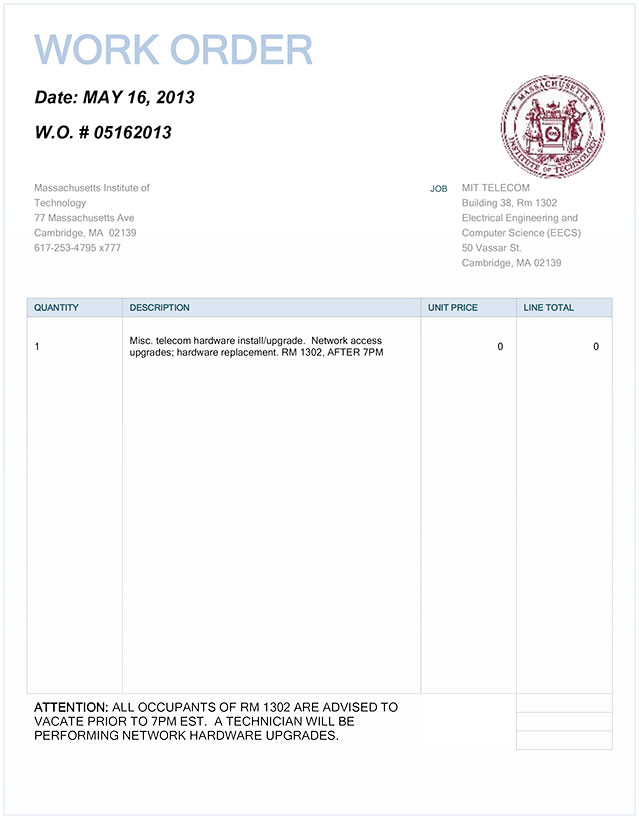 WORK ORDER
Date: MAY 16, 2013
W.O. # 05162013
MASSACHUSETTS
INSTITUTE OF TECHNOLOGY
Massachusetts Institute of
Technology
77 Massachusetts Ave
Cambridge, MA 02139
617-253-4795 x777
JOB MIT TELECOM
Building 38, Rm 1302
Electrical Engineering and
Computer Science (EECS)
50 Vassar St.
Cambridge, MA 02139
QUANTITY DESCRIPTION UNIT PRICE LINE TOTAL
1 Misc. telecom hardware install/upgrade. Network access 0 0
upgrades; hardware replacement. RM 1302, AFTER 7PM
ATTENTION: ALL OCCUPANTS OF RM 1302 ARE ADVISED TO
VACATE PRIOR TO 7PM EST. A TECHNICIAN WILL BE
PERFORMING NETWORK HARDWARE UPGRADES.